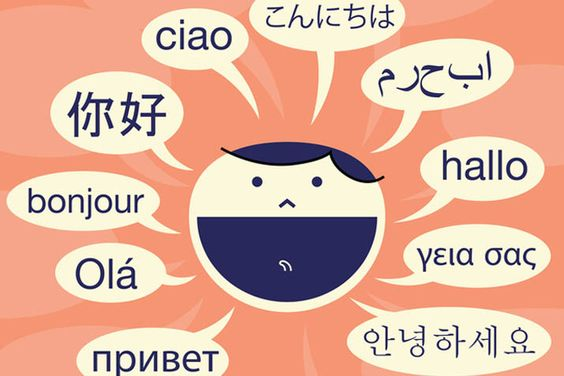 こんにちは
ciao
ابحرم
你好
hallo
bonjour
γεια σας
Olá
안녕하세요
привет